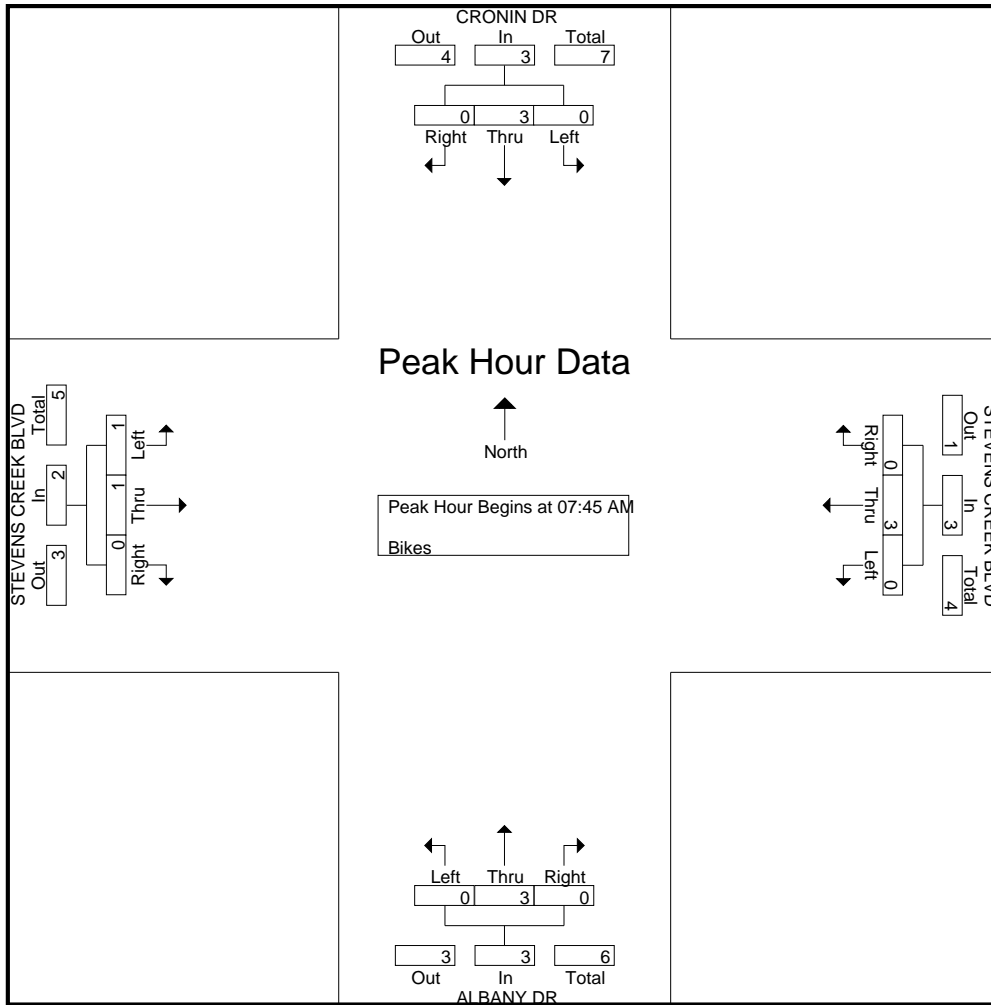 CRONIN DR
Out In Total
4 3 7
0 3 0
Right Thru Left
Peak Hour Data
North
Peak Hour Begins at 07:45 AM
Bikes
STEVENS CREEK BLVD
Out In Total
3 2 5
0 1 1
Right Thru Left
STEVENS CREEK BLVD
Out In Total
1 3 4
0 3 0
Right Thru Left
Left Thru Right
0 3 0
3 3 6
Out In Total
ALBANY DR